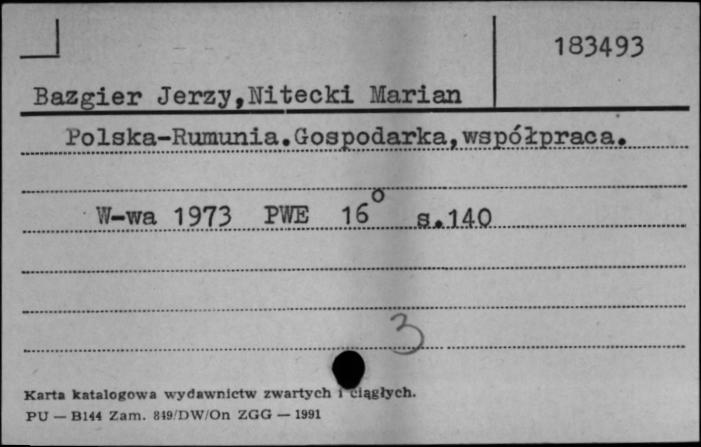 183493
Bazgier Jerzy,Nitecki Marian
Polska-Rumunia.Gospodarka,współpraca.
W-wa 1973 PWE 16° s.140
3
Karta katalogowa wydawnictw zwartych i ciągłych.
PU — B144 Zam. 849/DW/On ZGG — 1991